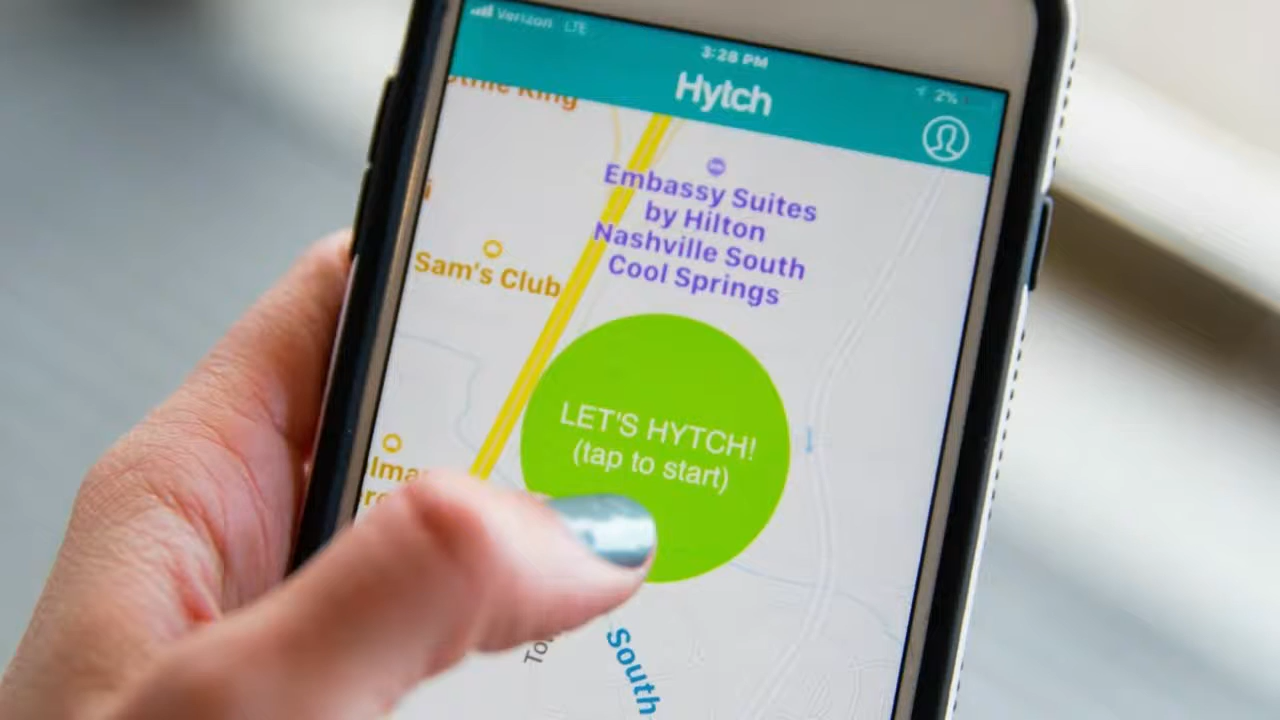 Verizon LTE
3:28 PM
2%
Hytch
King
Embassy Suites
by Hilton
Nashville South
Cool Springs
Sam's Club
LET'S HYTCH!
(tap to start)
South